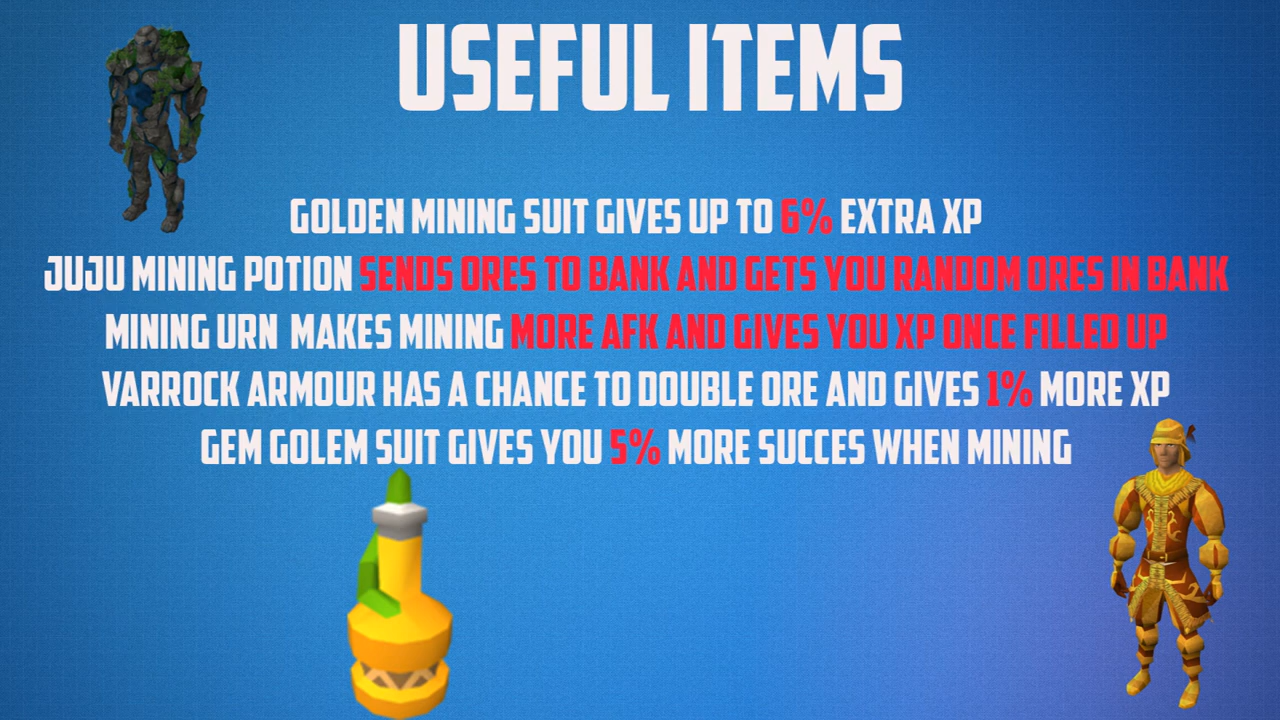 USEFUL ITEMS
GOLDEN MINING SUIT GIVES UP TO 6% EXTRA XP
JUJU MINING POTION SENDS ORES TO BANK AND GETS YOU RANDOM ORES IN BANK
MINING URN MAKES MINING MORE AFK AND GIVES YOU XP ONCE FILLED UP
VARROCK ARMOUR HAS A CHANCE TO DOUBLE ORE AND GIVES 1% MORE XP
GEM GOLEM SUIT GIVES YOU 5% MORE SUCCES WHEN MINING